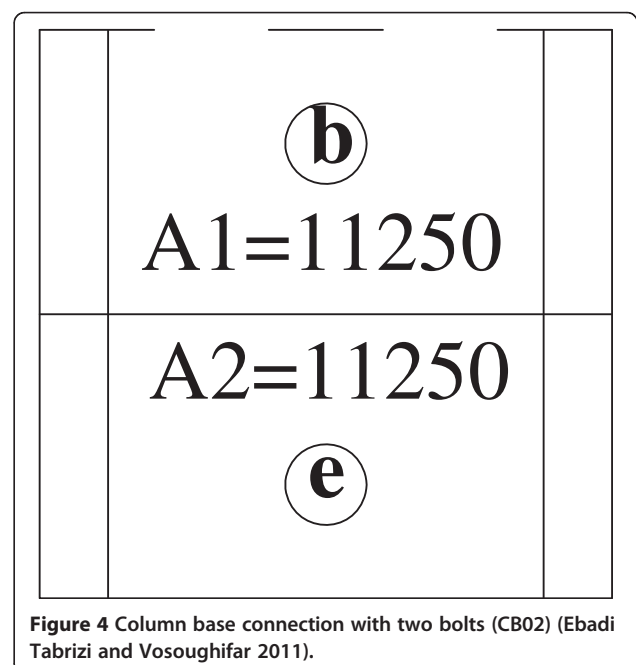 b
A1=11250
A2=11250
e
Figure 4 Column base connection with two bolts (CB02) (Ebadi
Tabrizi and Vosoughifar 2011).